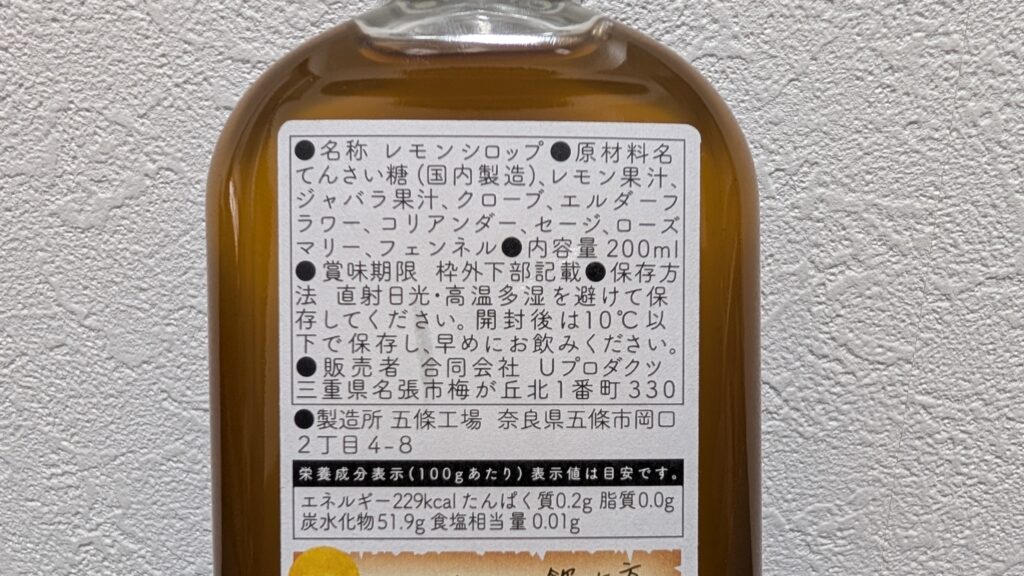 ●名称 レモンシロップ ●原材料名
てんさい糖(国内製造)、レモン果汁、
ジャバラ果汁、クローブ、エルダーフ
ラワー、コリアンダー、セージ、ローズ
マリー、フェンネル●内容量 200ml
●賞味期限 枠外下部記載●保存方
法 直射日光・高温多湿を避けて保
存してください。開封後は10℃以
下で保存し、早めにお飲みください。
●販売者 合同会社 Uプロダクツ
三重県名張市梅が丘北1番町330
●製造所 五條工場 奈良県五條市岡口
2丁目4-8
栄養成分表示(100gあたり) 表示値は目安です。
エネルギー229kcal たんぱく質0.2g 脂質0.0g
炭水化物51.9g 食塩相当量0.01g